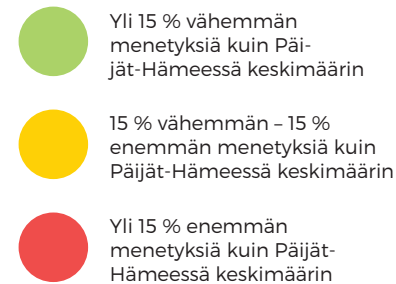 Yli 15 % vähemmän
menetyksiä kuin Päi-
jät-Hämeessä keskimäärin
15 % vähemmän – 15 %
enemmän menetyksiä kuin
Päijät-Hämeessä keskimäärin
Yli 15 % enemmän
menetyksiä kuin Päijät-
Hämeessä keskimäärin